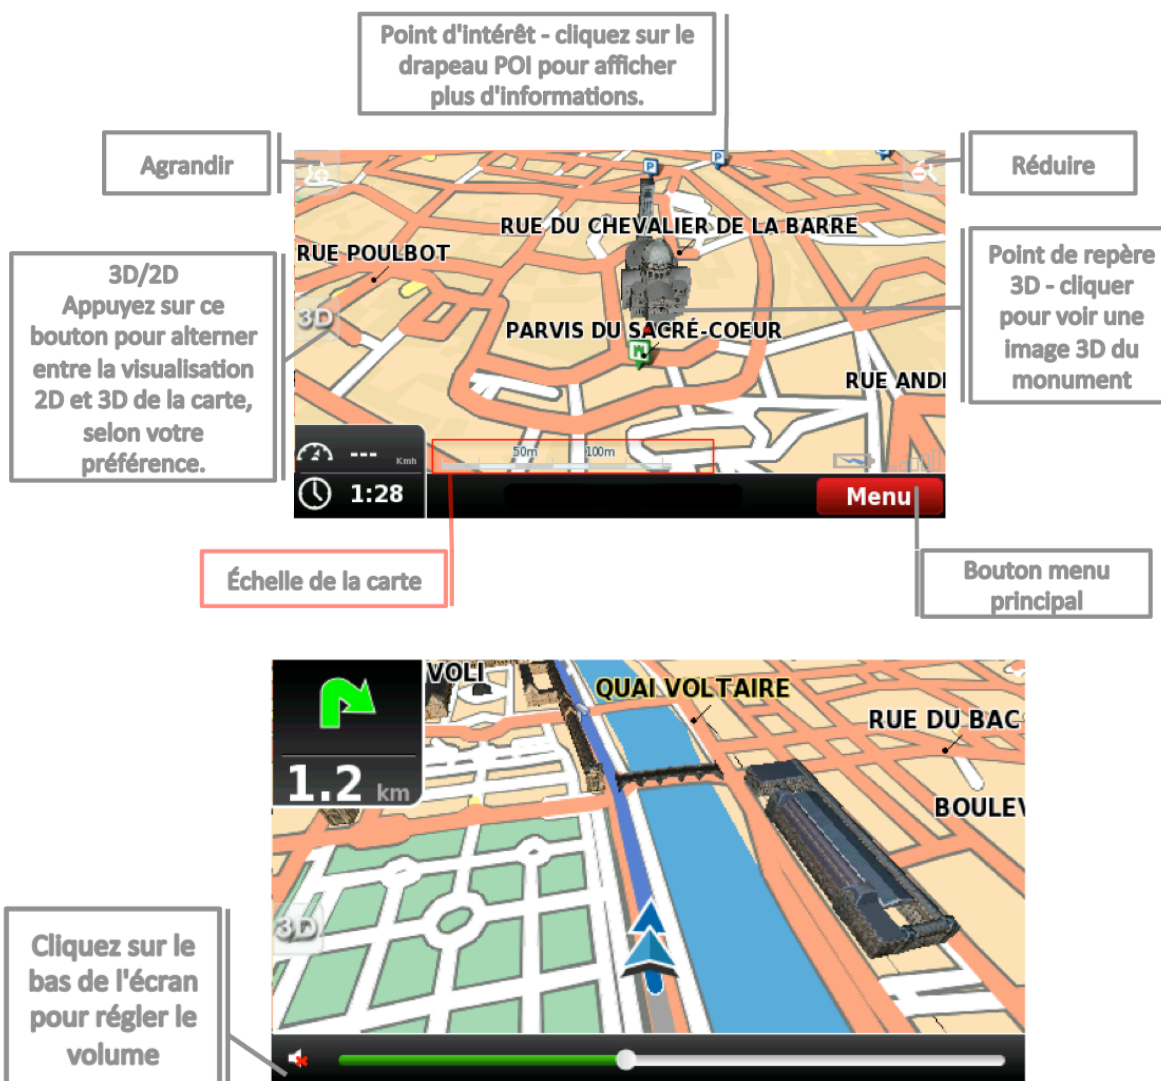 Point d'intérêt - cliquez sur le
drapeau POI pour afficher
plus d'informations.
Agrandir
Réduire
P
P
P
RUE DU CHEVALIER DE LA BARRE
RUE POULBOT
3D/2D
Appuyez sur ce
bouton pour alterner
entre la visualisation
2D et 3D de la carte,
selon votre
préférence.
3D
Point de repère
3D - cliquer
pour voir une
image 3D du
monument
PARVIS DU SACRÉ-COEUR
RUE AND
50m 100m
--- Kmh
1:28
Menu
Échelle de la carte
Bouton menu
principal
VOLI
QUAI VOLTAIRE
RUE DU BAC
1.2 km
BOULEV
3D
Cliquez sur le
bas de l'écran
pour régler le
volume